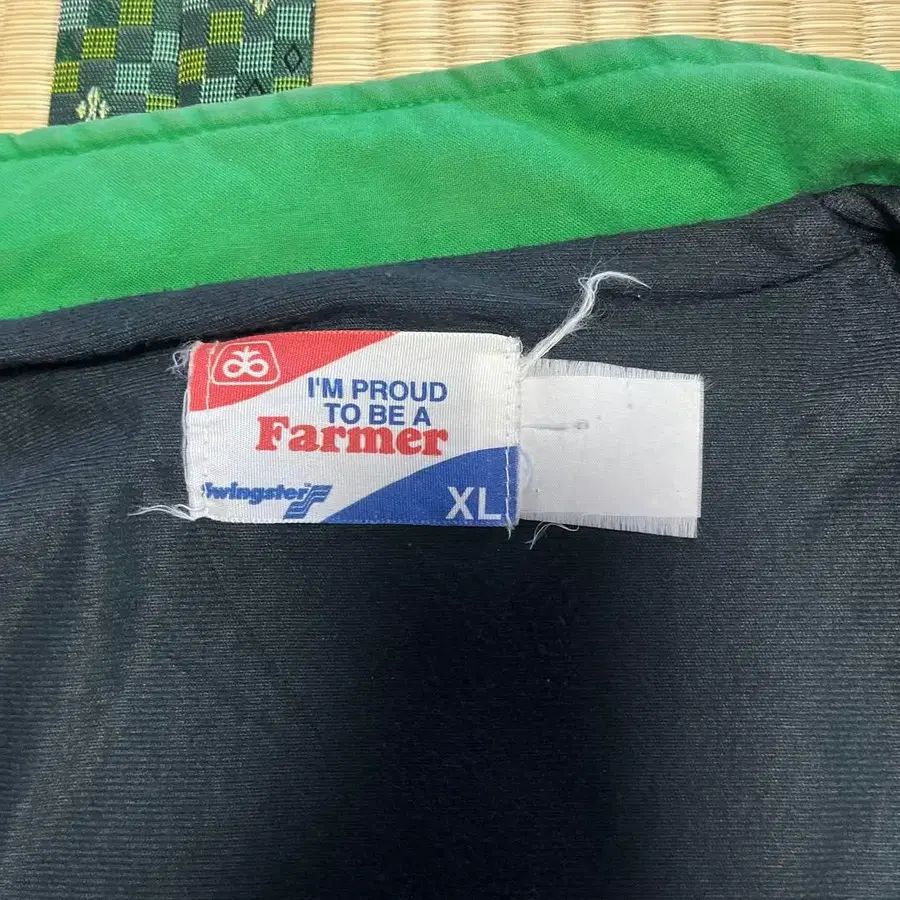 I'M PROUD
TO BE A
Farmer
Swingster
XL